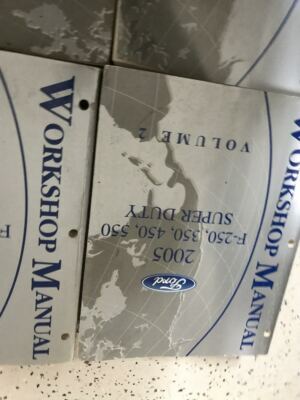 WORKSHOP MANUAL
F
VOLUME 2
2005
F-250, 350, 450, 550
SUPER DUTY
Ford
WORKSHOP MANUAL